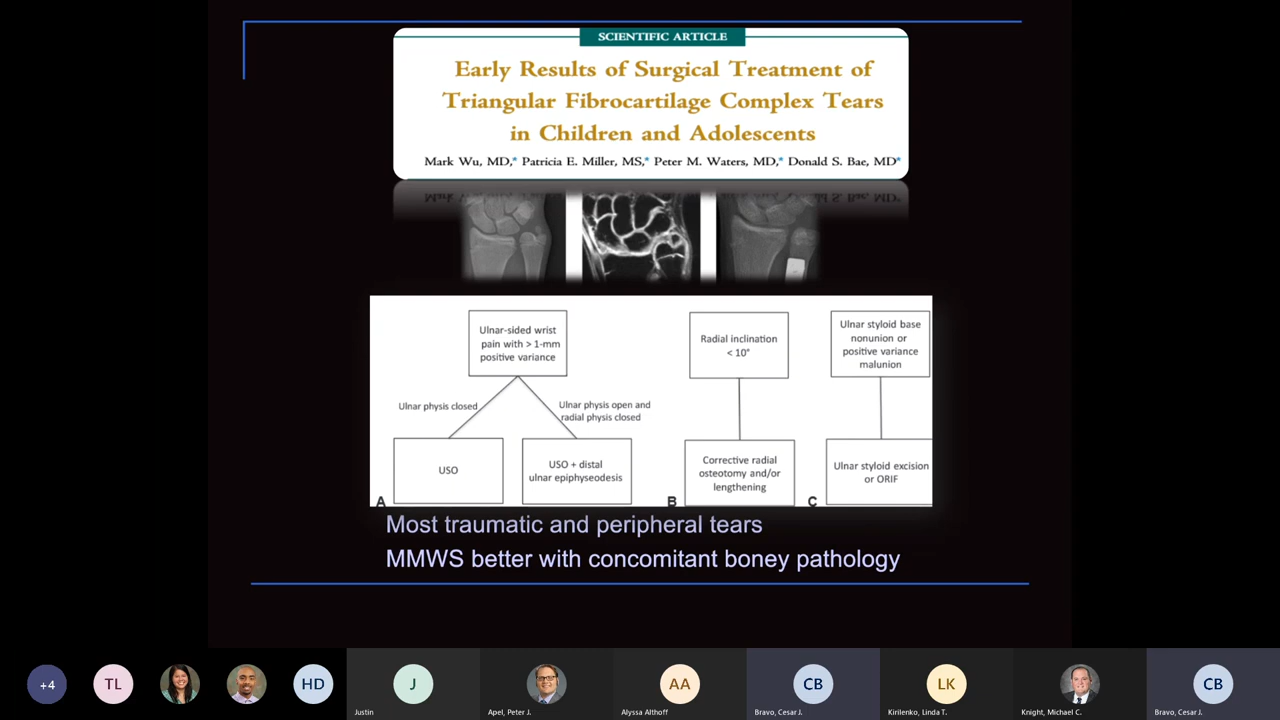 SCIENTIFIC ARTICLE
Early Results of Surgical Treatment of
Triangular Fibrocartilage Complex Tears
in Children and Adolescents
Mark Wu, MD,* Patricia E. Miller, MS,* Peter M. Waters, MD,* Donald S. Bae, MD*
Ulnar-sided wrist
pain with > 1-mm
positive variance
Ulnar physis closed
Ulnar physis open and
radial physis closed
USO
USO + distal
ulnar epiphyseodesis
A
Radial inclination
< 10°
Corrective radial
osteotomy and/or
lengthening
B
Ulnar styloid base
nonunion or
positive variance
malunion
Ulnar styloid excision
or ORIF
C
Most traumatic and peripheral tears
MMWS better with concomitant boney pathology
+4
TL
HD
J
Justin
Apel, Peter J.
AA
Alyssa Althoff
CB
Bravo, Cesar J.
LK
Kirilenko, Linda T.
Knight, Michael C.
CB
Bravo, Cesar J.